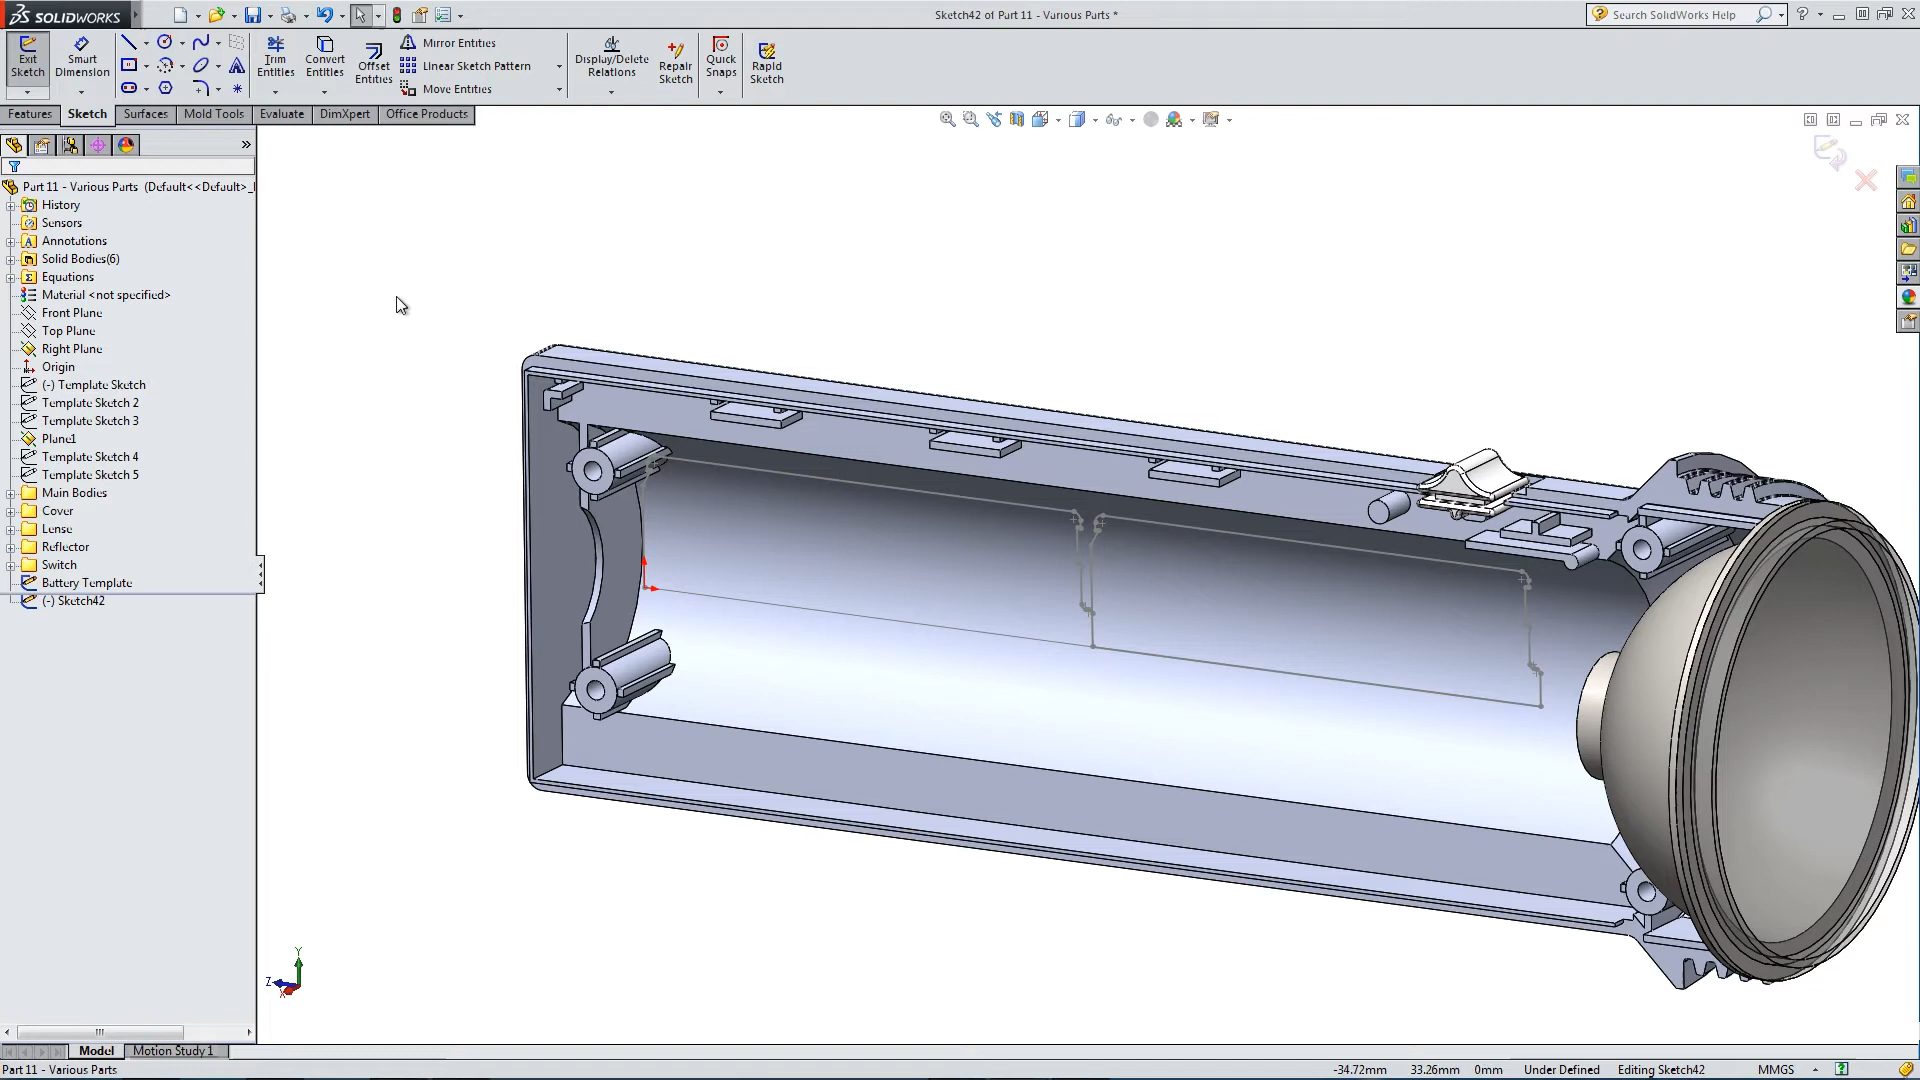 SOLIDWORKS
Sketch42 of Part 11 - Various Parts *
Search SolidWorks Help
Exit Sketch
Smart Dimension
Trim Entities
Convert Entities
Offset Entities
Mirror Entities
Linear Sketch Pattern
Move Entities
Display/Delete Relations
Repair Sketch
Quick Snaps
Rapid Sketch
Features
Sketch
Surfaces
Mold Tools
Evaluate
DimXpert
Office Products
Part 11 - Various Parts (Default<<Default>_
History
Sensors
Annotations
Solid Bodies(6)
Equations
Material <not specified>
Front Plane
Top Plane
Right Plane
Origin
(-) Template Sketch
Template Sketch 2
Template Sketch 3
Plane1
Template Sketch 4
Template Sketch 5
Main Bodies
Cover
Lense
Reflector
Switch
Battery Template
(-) Sketch42
Y
Z
X
Model
Motion Study 1
Part 11 - Various Parts
-34.72mm
33.26mm
0mm
Under Defined
Editing Sketch42
MMGS